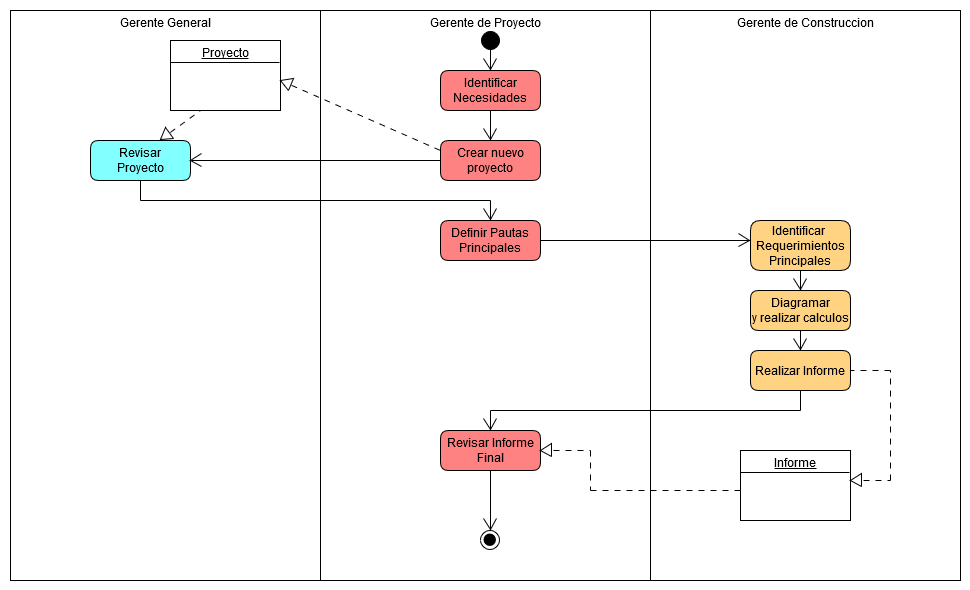 Gerente General
Gerente de Proyecto
Gerente de Construccion
Proyecto
Identificar
Necesidades
Revisar
Proyecto
Crear nuevo
proyecto
Definir Pautas
Principales
Identificar
Requerimientos
Principales
Diagramar
y realizar calculos
Realizar Informe
Revisar Informe
Final
Informe